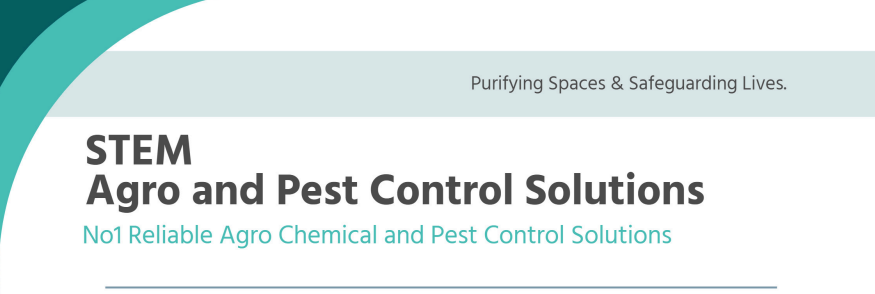 Purifying Spaces & Safeguarding Lives.
STEM
Agro and Pest Control Solutions
No1 Reliable Agro Chemical and Pest Control Solutions